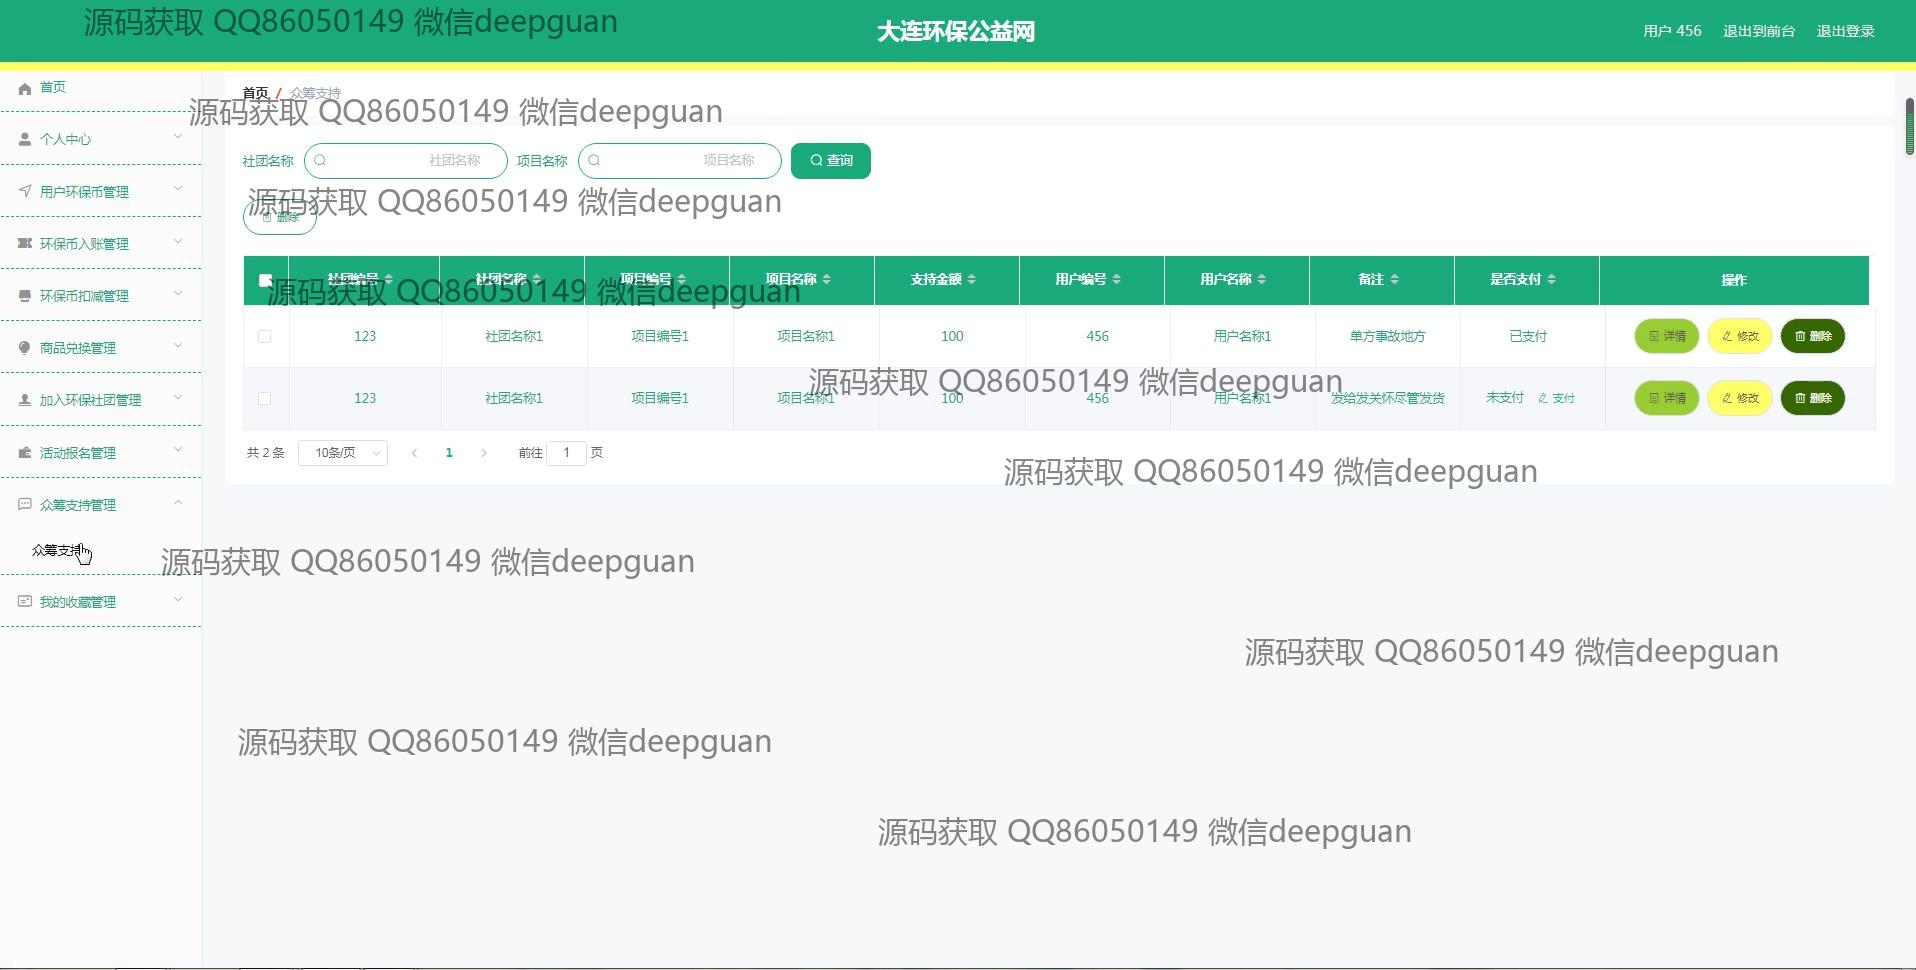 源码获取 QQ86050149 微信deepguan
大连环保公益网
用户 456 退出到前台 退出登录
首页
个人中心
用户环保币管理
环保币入账管理
环保币扣减管理
商品兑换管理
加入环保社团管理
活动报名管理
众筹支持管理
众筹支持
我的收藏管理
首页 / 众筹支持
源码获取 QQ86050149 微信deepguan
社团名称 社团名称 项目名称 项目名称 查询
源码获取 QQ86050149 微信deepguan
删除
社团编号 社团名称 项目编号 项目名称 支持金额 用户编号 用户名称 备注 是否支付 操作
源码获取 QQ86050149 微信deepguan
123 社团名称1 项目编号1 项目名称1 100 456 用户名称1 单方事故地方 已支付 详情 修改 删除
源码获取 QQ86050149 微信deepguan
123 社团名称1 项目编号1 项目名称1 100 456 用户名称1 发给发关怀尽管发货 未支付 支付 详情 修改 删除
共 2 条 10条/页 1 前往 1 页
源码获取 QQ86050149 微信deepguan
源码获取 QQ86050149 微信deepguan
源码获取 QQ86050149 微信deepguan
源码获取 QQ86050149 微信deepguan
源码获取 QQ86050149 微信deepguan